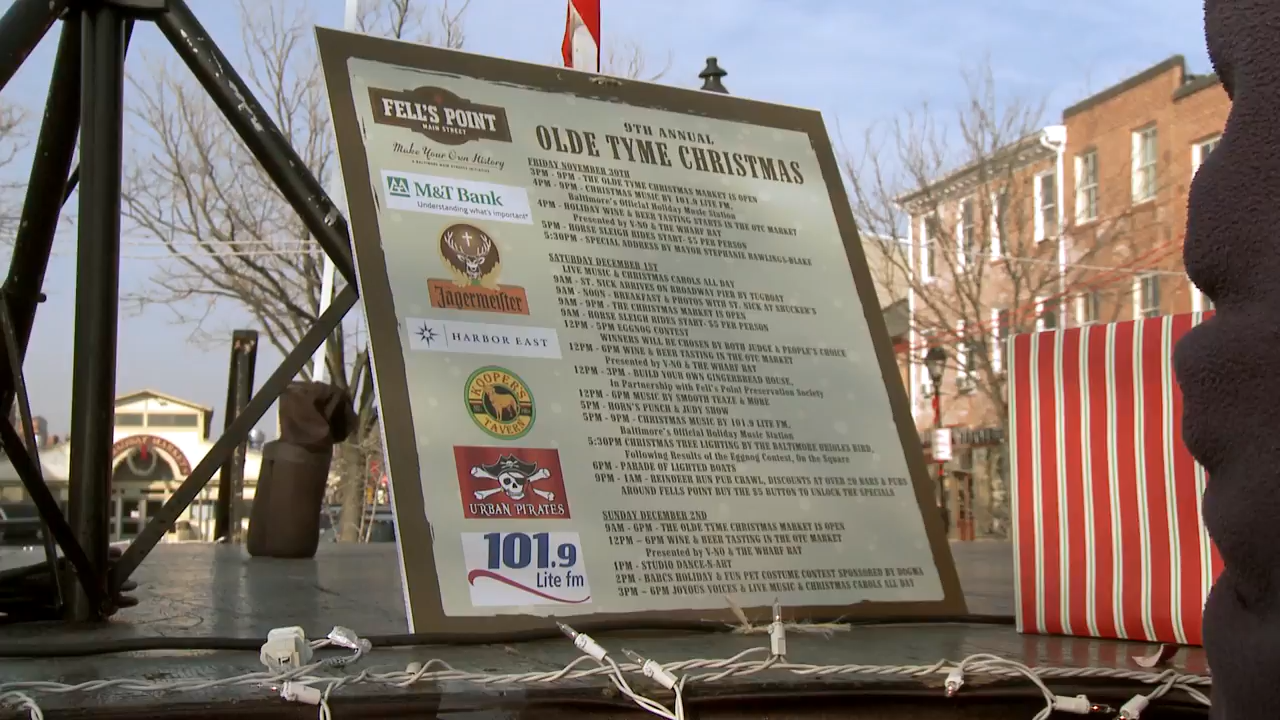 FELL'S POINT
MAIN STREET
Make Your Own History
A BALTIMORE MAIN STREETS INITIATIVE
M&T Bank
Understanding what's important®
Jägermeister
HARBOR EAST
KOOPER'S
TAVERN
URBAN PIRATES
101.9
Lite fm
9TH ANNUAL
OLDE TYME CHRISTMAS
FRIDAY NOVEMBER 30TH
3PM - 9PM - THE OLDE TYME CHRISTMAS MARKET IS OPEN
4PM - 9PM - CHRISTMAS MUSIC BY 101.9 LITE FM
Baltimore's Official Holiday Music Station
4PM - HOLIDAY WINE & BEER TASTING STARTS IN THE OTC MARKET
Presented by V-NO & THE WHARF RAT
5PM - HORSE SLEIGH RIDES START- $5 PER PERSON
5:30PM - SPECIAL ADDRESS BY MAYOR STEPHANIE RAWLINGS-BLAKE
SATURDAY DECEMBER 1ST
LIVE MUSIC & CHRISTMAS CAROLS ALL DAY
9AM - ST. NICK ARRIVES ON BROADWAY PIER BY TUGBOAT
9AM - NOON - BREAKFAST & PHOTOS WITH ST. NICK AT SHUCKER'S
9AM - 9PM - THE CHRISTMAS MARKET IS OPEN
9AM - HORSE SLEIGH RIDES START- $5 PER PERSON
12PM - 5PM EGGNOG CONTEST
WINNERS WILL BE CHOSEN BY BOTH JUDGE & PEOPLE'S CHOICE
12PM - 6PM WINE & BEER TASTING IN THE OTC MARKET
Presented by V-NO & THE WHARF RAT
12PM - 3PM - BUILD YOUR OWN GINGERBREAD HOUSE,
In Partnership with Fell's Point Preservation Society
12PM - 6PM MUSIC BY SMOOTH TEAZE & MORE
5PM - HORN'S PUNCH & JUDY SHOW
5PM - 9PM - CHRISTMAS MUSIC BY 101.9 LITE FM,
Baltimore's Official Holiday Music Station
5:30PM CHRISTMAS TREE LIGHTING BY THE BALTIMORE ORIOLES BIRD,
Following Results of the Eggnog Contest, On the Square
6PM - PARADE OF LIGHTED BOATS
9PM - 1AM - REINDEER RUN PUB CRAWL, DISCOUNTS AT OVER 20 BARS & PUBS
AROUND FELLS POINT BUY THE $5 BUTTON TO UNLOCK THE SPECIALS
SUNDAY DECEMBER 2ND
9AM - 6PM - THE OLDE TYME CHRISTMAS MARKET IS OPEN
12PM - 6PM WINE & BEER TASTING IN THE OTC MARKET
Presented by V-NO & THE WHARF RAT
1PM - STUDIO DANCE-N-ART
2PM - BARCS HOLIDAY & FUN PET COSTUME CONTEST SPONSORED BY DOGMA
3PM - 6PM JOYOUS VOICES & LIVE MUSIC & CHRISTMAS CAROLS ALL DAY